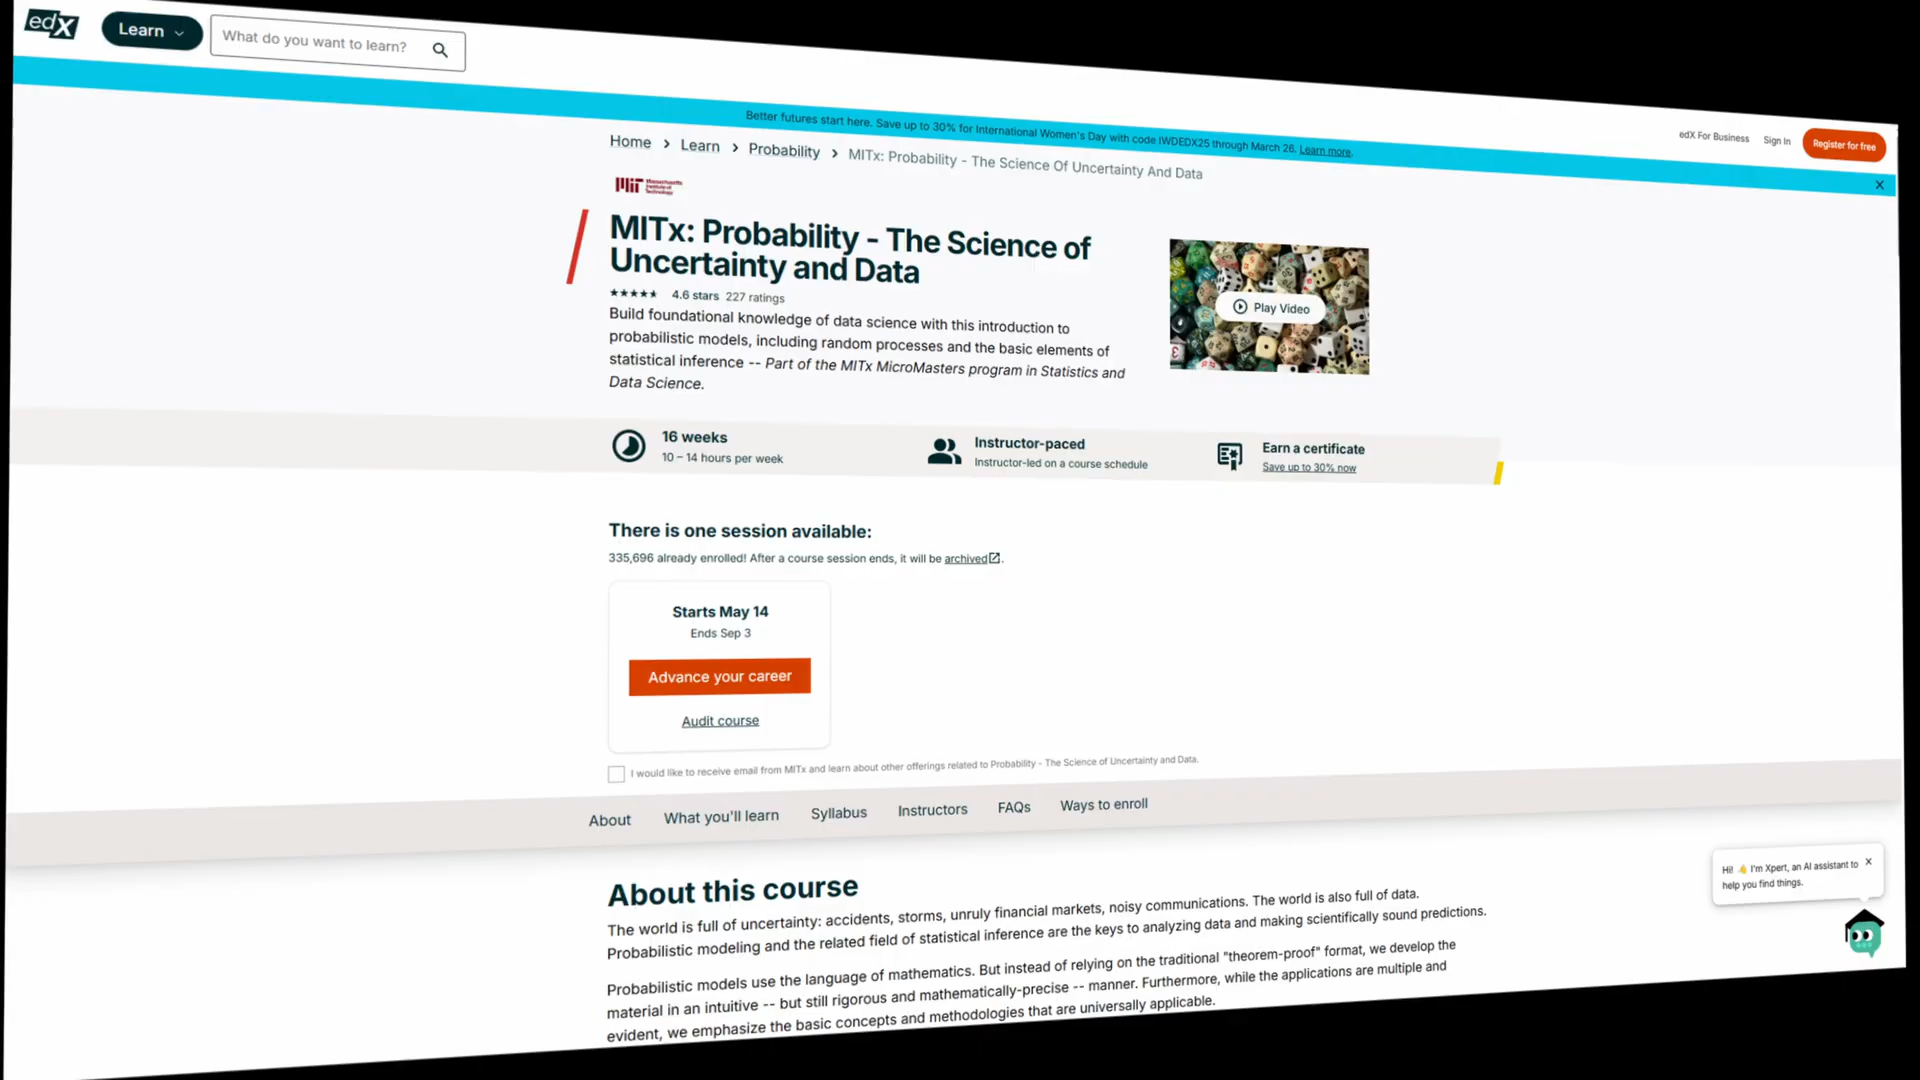 edX
Learn
What do you want to learn?
edX For Business
Sign In
Register for free
Better futures start here. Save up to 30% for International Women's Day with code IWDEDX25 through March 26. Learn more.
Home > Learn > Probability > MITx: Probability - The Science Of Uncertainty And Data
MIT Massachusetts
Institute of
Technology
MITx: Probability - The Science of
Uncertainty and Data
4.6 stars 227 ratings
Build foundational knowledge of data science with this introduction to
probabilistic models, including random processes and the basic elements of
statistical inference -- Part of the MITx MicroMasters program in Statistics and
Data Science.
Play Video
16 weeks
10 – 14 hours per week
Instructor-paced
Instructor-led on a course schedule
Earn a certificate
Save up to 30% now
There is one session available:
335,696 already enrolled! After a course session ends, it will be archived.
Starts May 14
Ends Sep 3
Advance your career
Audit course
I would like to receive email from MITx and learn about other offerings related to Probability - The Science of Uncertainty and Data.
About
What you'll learn
Syllabus
Instructors
FAQs
Ways to enroll
About this course
The world is full of uncertainty: accidents, storms, unruly financial markets, noisy communications. The world is also full of data.
Probabilistic modeling and the related field of statistical inference are the keys to analyzing data and making scientifically sound predictions.
Probabilistic models use the language of mathematics. But instead of relying on the traditional "theorem-proof" format, we develop the
material in an intuitive -- but still rigorous and mathematically-precise -- manner. Furthermore, while the applications are multiple and
evident, we emphasize the basic concepts and methodologies that are universally applicable.
Hi! 👋 I'm Xpert, an AI assistant to
help you find things.